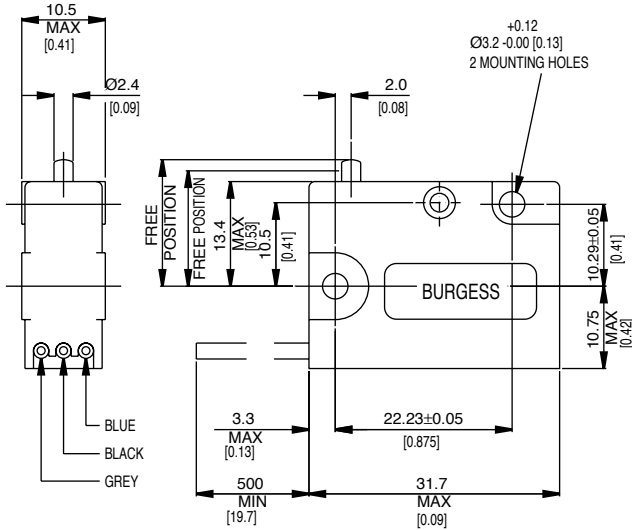 10.5
MAX
[0.41]
Ø2.4
[0.09]
2.0
[0.08]
+0.12
Ø3.2 -0.00 [0.13]
2 MOUNTING HOLES
FREE
POSITION
FREE POSITION
13.4
MAX
[0.53]
10.5
[0.41]
10.29±0.05
[0.41]
BURGESS
10.75
MAX
[0.42]
BLUE
BLACK
GREY
3.3
MAX
[0.13]
22.23±0.05
[0.875]
500
MIN
[19.7]
31.7
MAX
[0.09]